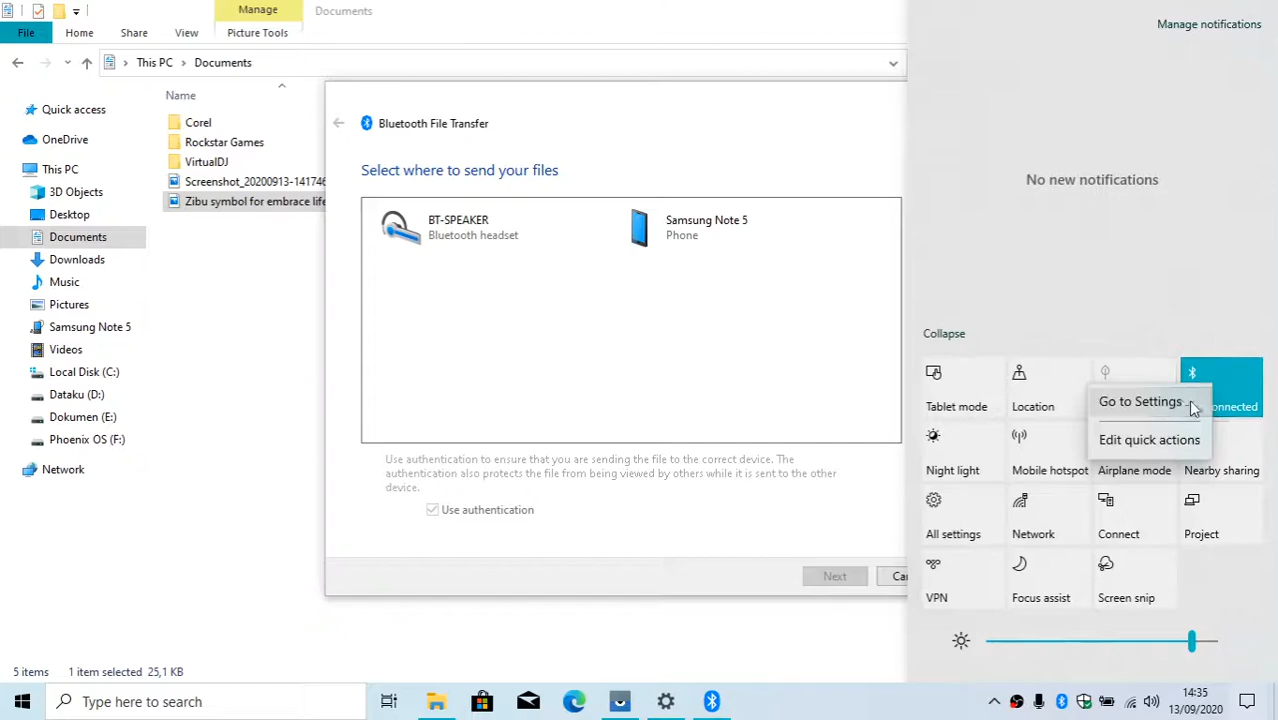 Manage
Documents
Manage notifications
File
Home
Share
View
Picture Tools
This PC
Documents
Name
Quick access
OneDrive
This PC
3D Objects
Desktop
Documents
Downloads
Music
Pictures
Samsung Note 5
Videos
Local Disk (C:)
Dataku (D:)
Dokumen (E:)
Phoenix OS (F:)
Network
Corel
Rockstar Games
VirtualDJ
Screenshot_20200913-141746
Zibu symbol for embrace life
Bluetooth File Transfer
Select where to send your files
BT-SPEAKER
Bluetooth headset
Samsung Note 5
Phone
Use authentication to ensure that you are sending the file to the correct device. The
authentication also protects the file from being viewed by others while it is sent to the other
device.
Use authentication
Next
No new notifications
Collapse
Tablet mode
Location
Go to Settings
Edit quick actions
Night light
Mobile hotspot
Airplane mode
Nearby sharing
All settings
Network
Connect
Project
VPN
Focus assist
Screen snip
5 items
1 item selected 25,1 KB
Type here to search
4:35
13/09/2020